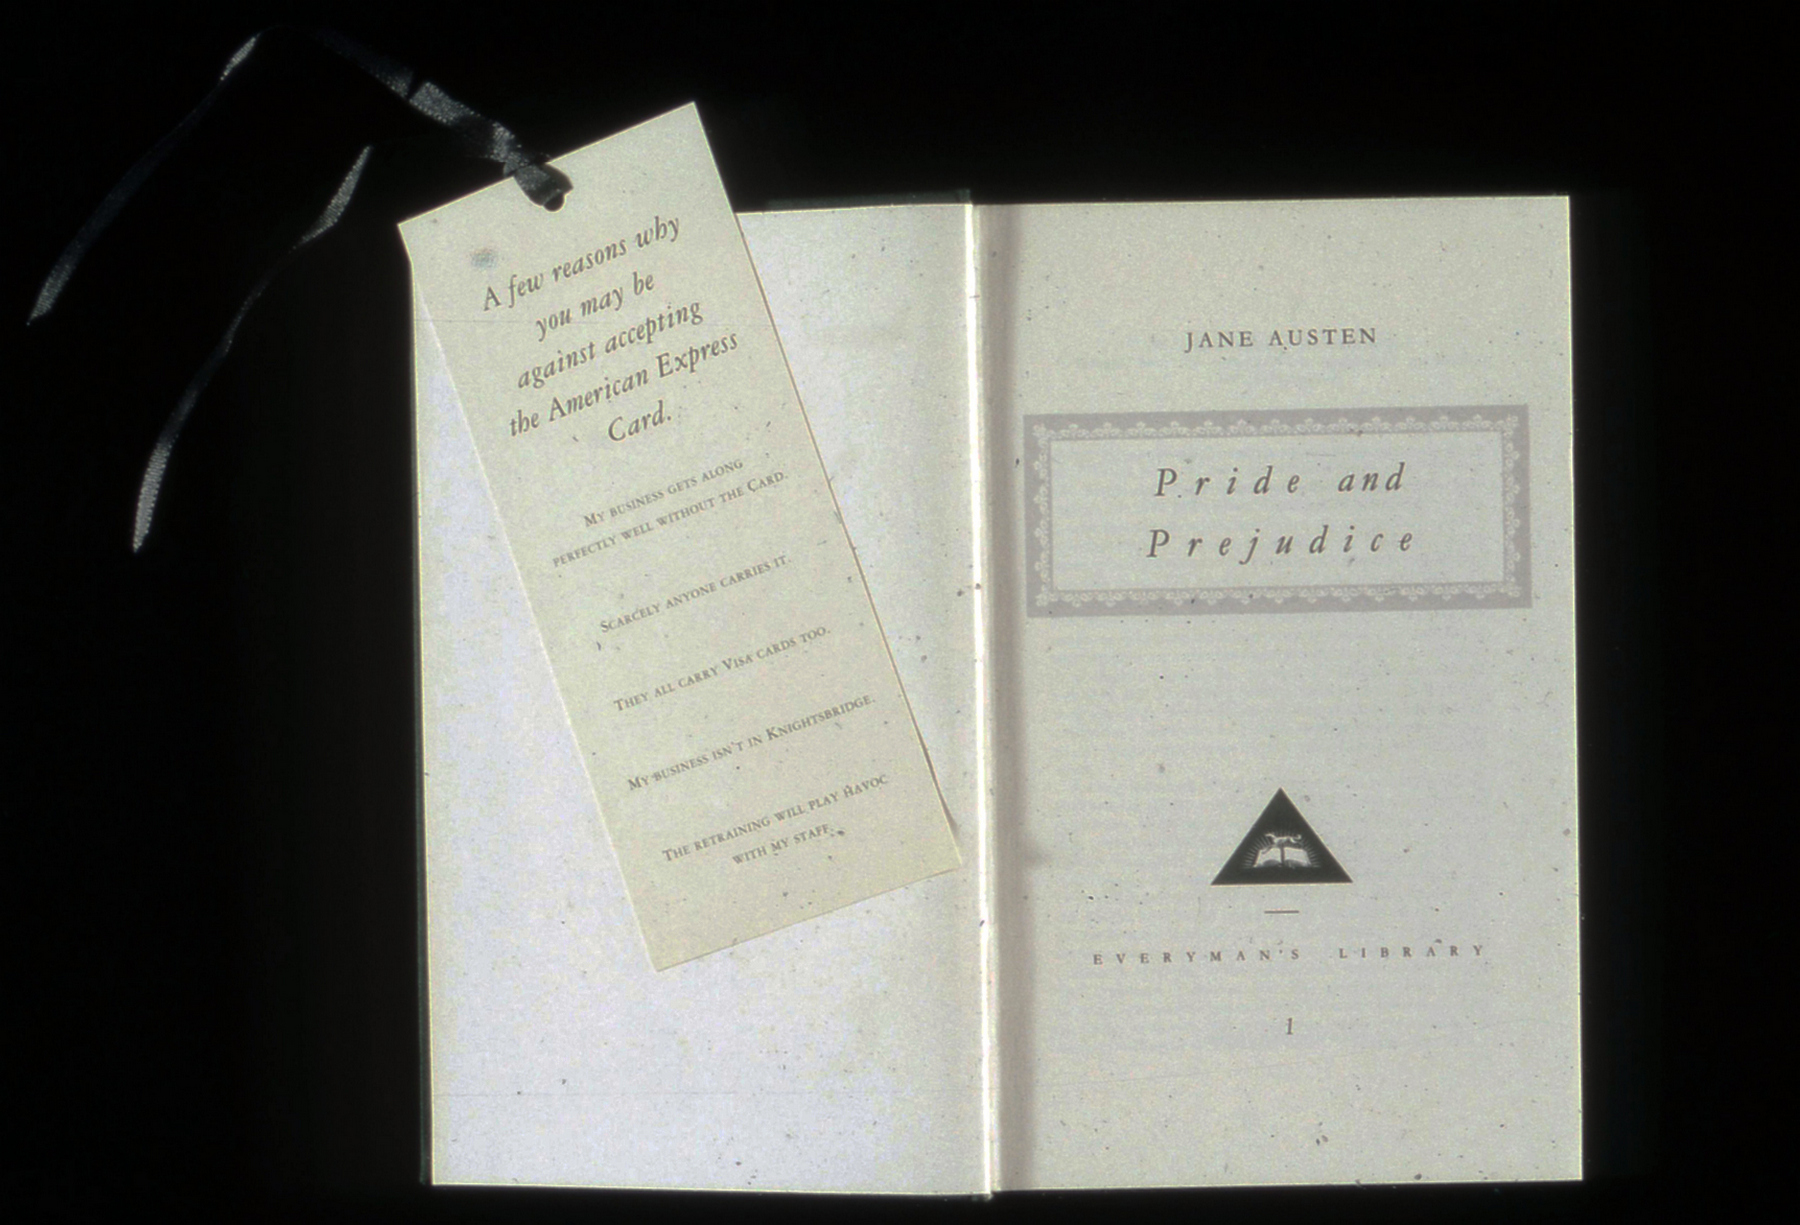 A few reasons why
you may be
against accepting
the American Express
Card.
My business gets along
perfectly well without the Card.
Scarcely anyone carries it.
They all carry Visa cards too.
My business isn't in Knightsbridge.
The retraining will play havoc
with my staff.
JANE AUSTEN
Pride and
Prejudice
EVERYMAN'S LIBRARY
1